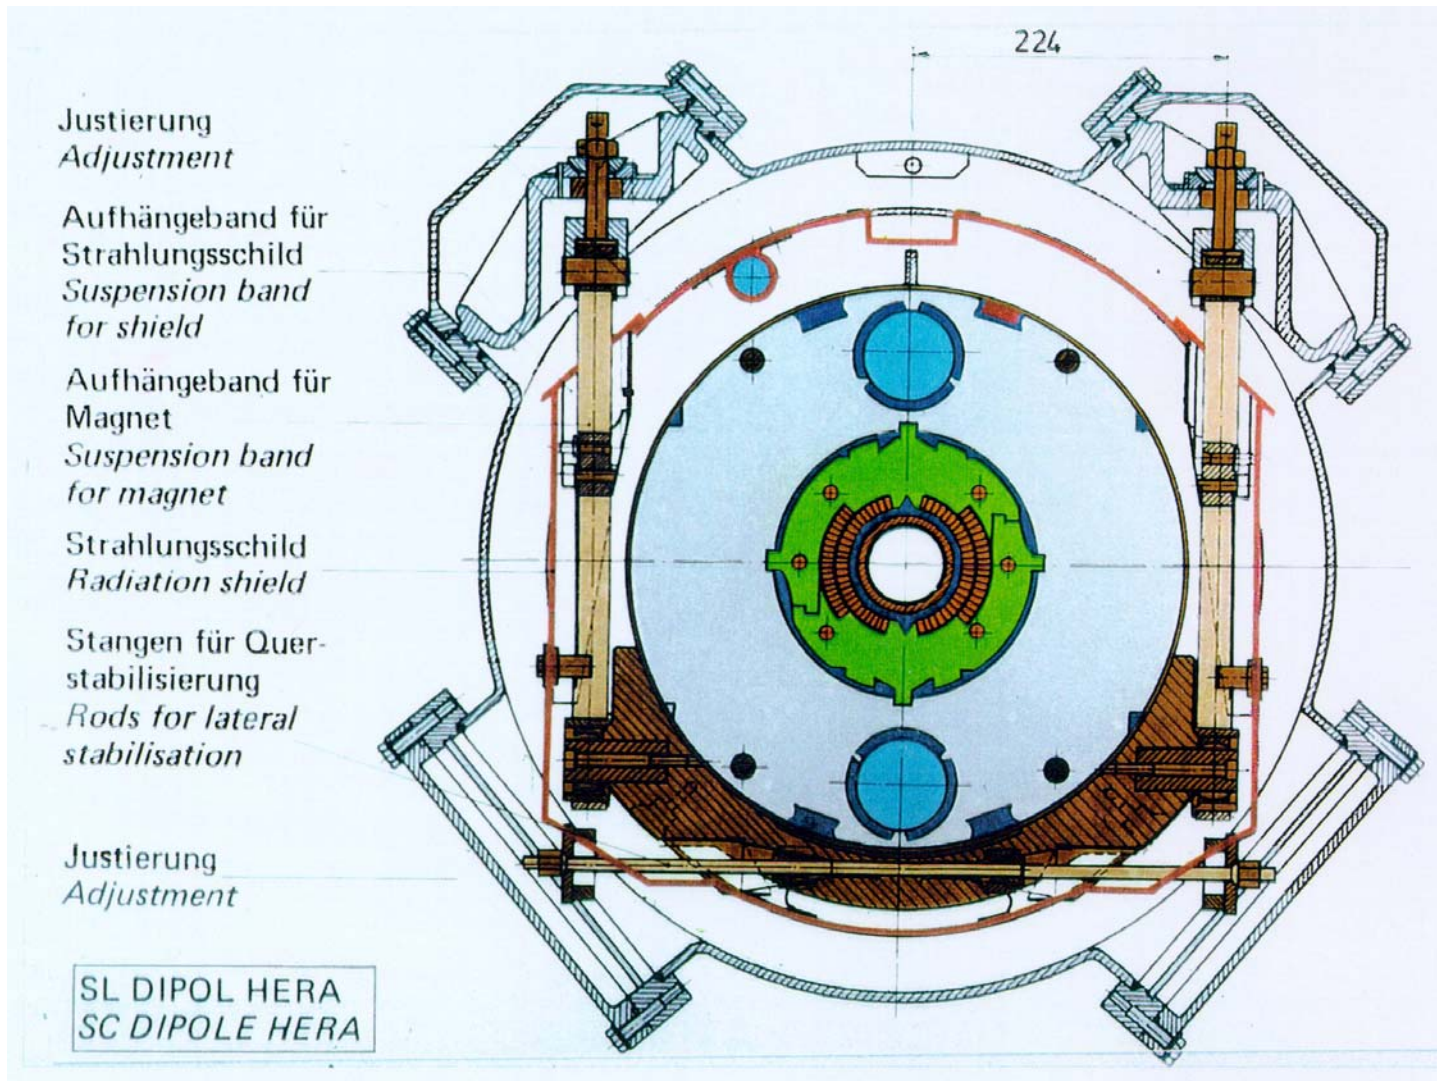 224
Justierung
Adjustment
Aufhängeband für
Strahlungsschild
Suspension band
for shield
Aufhängeband für
Magnet
Suspension band
for magnet
Strahlungsschild
Radiation shield
Stangen für Quer-
stabilisierung
Rods for lateral
stabilisation
Justierung
Adjustment
SL DIPOL HERA
SC DIPOLE HERA